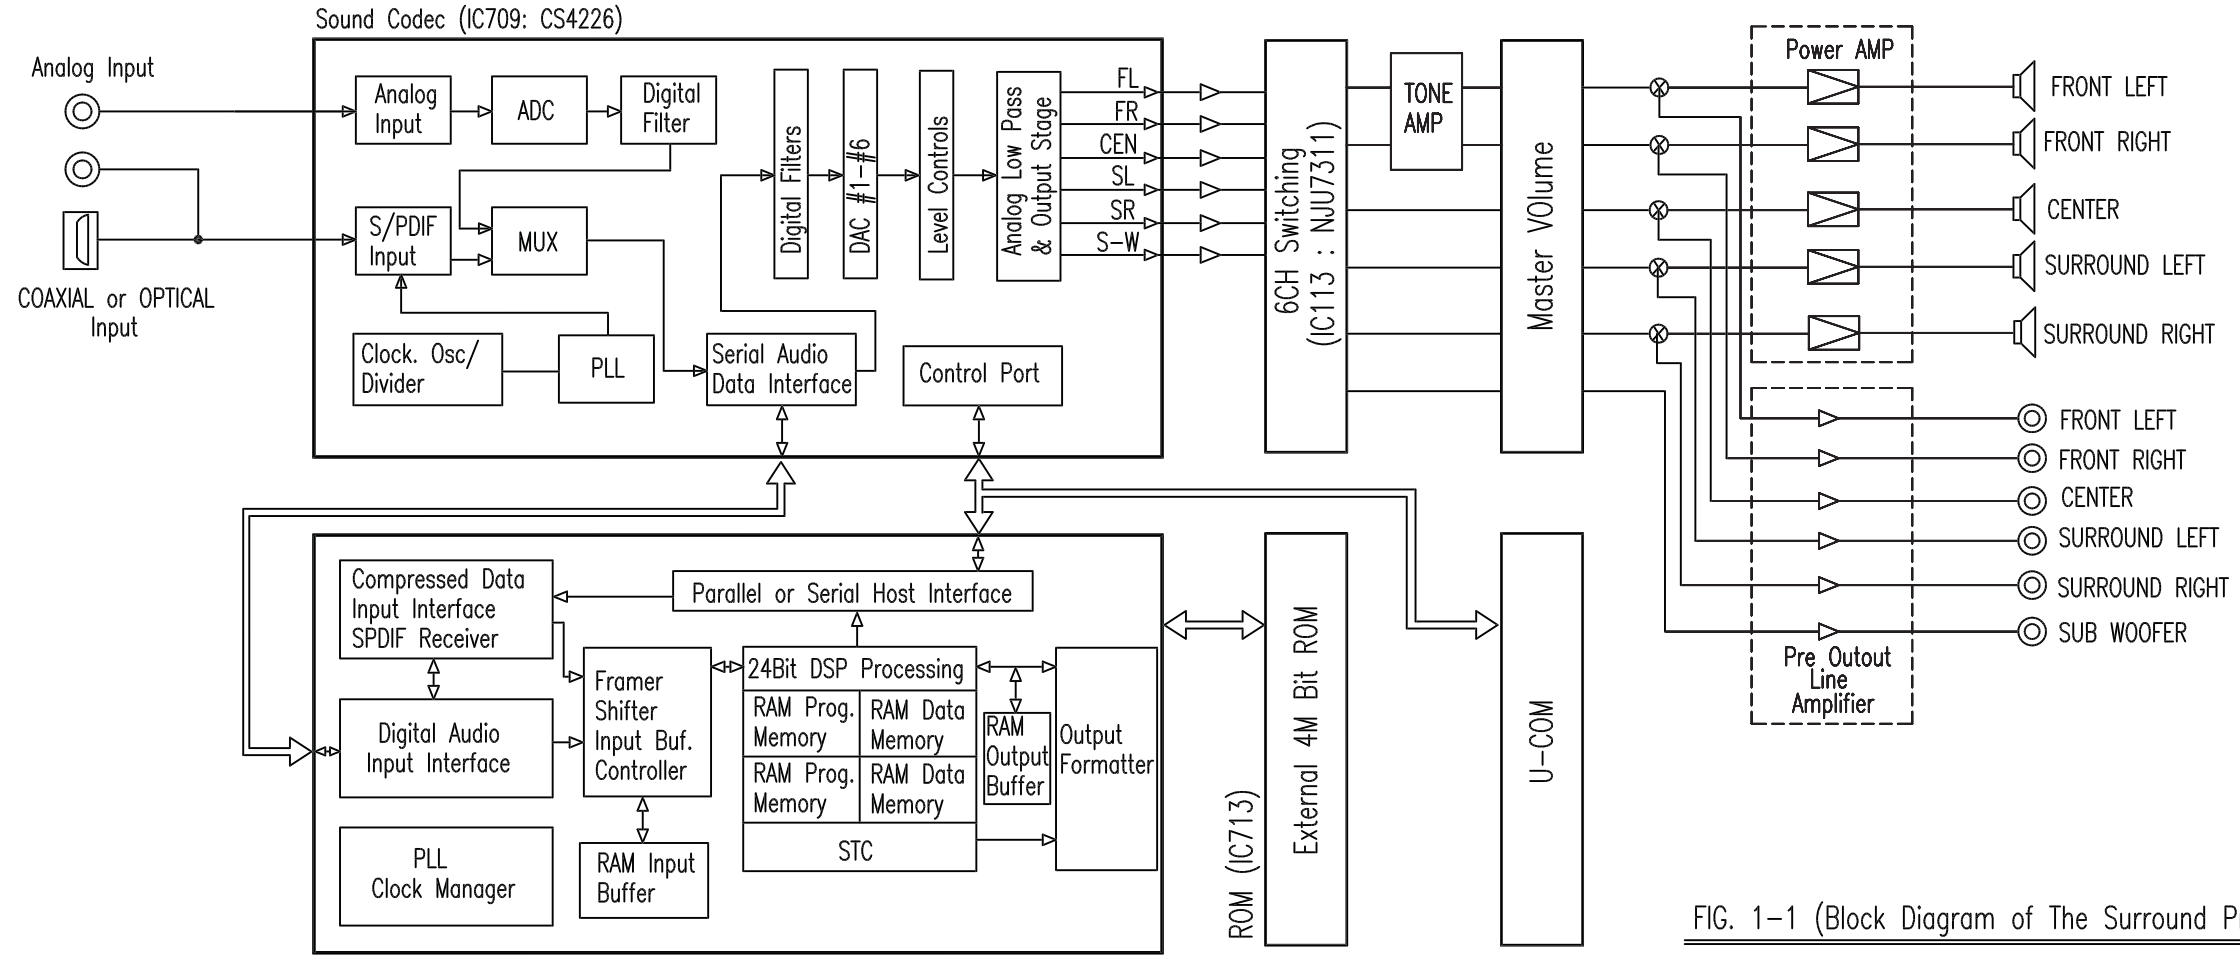 Sound Codec (IC709: CS4226)
Analog Input
COAXIAL or OPTICAL
Input
Analog
Input
ADC
Digital
Filter
S/PDIF
Input
MUX
Clock. Osc/
Divider
PLL
Serial Audio
Data Interface
Control Port
Digital Filters
DAC #1-#6
Level Controls
Analog Low Pass
& Output Stage
FL
FR
CEN
SL
SR
S-W
6CH Switching
(IC113 : NJU7311)
TONE
AMP
Master VOlume
Power AMP
FRONT LEFT
FRONT RIGHT
CENTER
SURROUND LEFT
SURROUND RIGHT
FRONT LEFT
FRONT RIGHT
CENTER
SURROUND LEFT
SURROUND RIGHT
SUB WOOFER
Pre Outout
Line
Amplifier
Compressed Data
Input Interface
SPDIF Receiver
Parallel or Serial Host Interface
Digital Audio
Input Interface
Framer
Shifter
Input Buf.
Controller
24Bit DSP Processing
RAM Prog.
Memory
RAM Data
Memory
RAM Prog.
Memory
RAM Data
Memory
STC
RAM
Output
Buffer
Output
Formatter
PLL
Clock Manager
RAM Input
Buffer
ROM (IC713)
External 4M Bit ROM
U-COM
FIG. 1-1 (Block Diagram of The Surround P